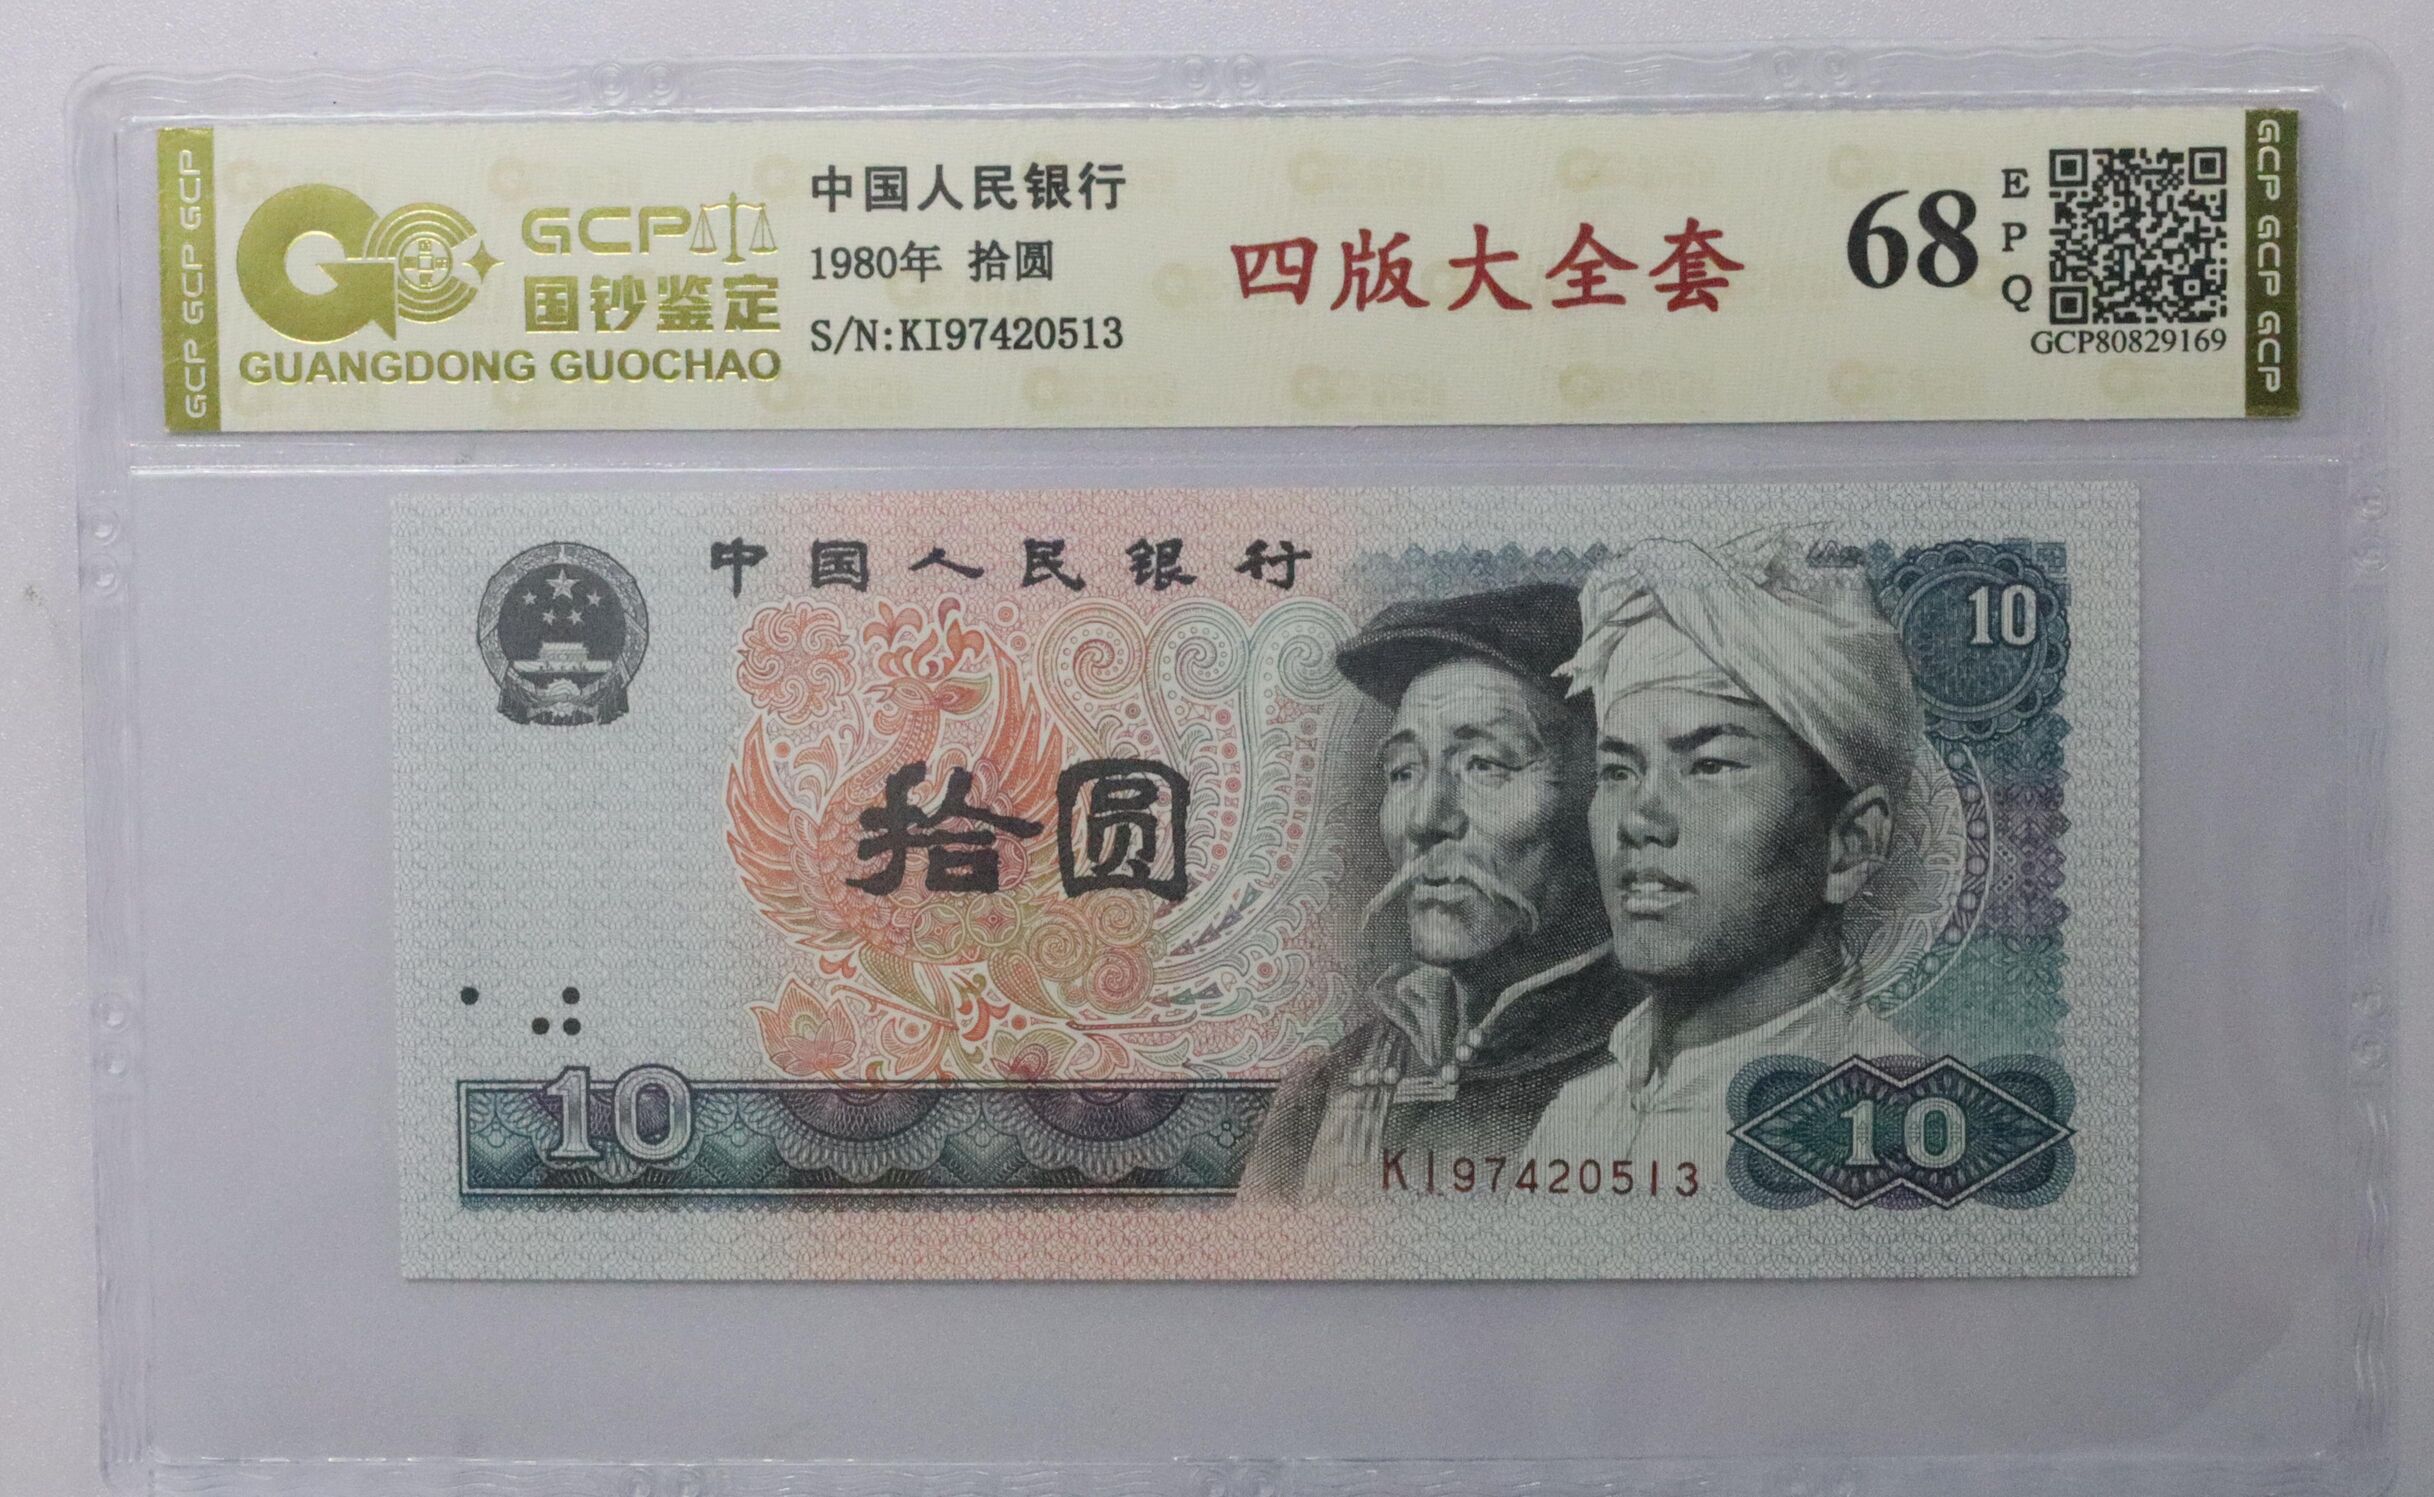 GCP GCP GCP
GCP
国钞鉴定
GUANGDONG GUOCHAO
中国人民银行
1980年 拾圆
S/N:KI97420513
四版大全套
68
EPQ
GCP80829169
GCP GCP GCP
中国人民银行
10
拾圆
10
KI97420513
10